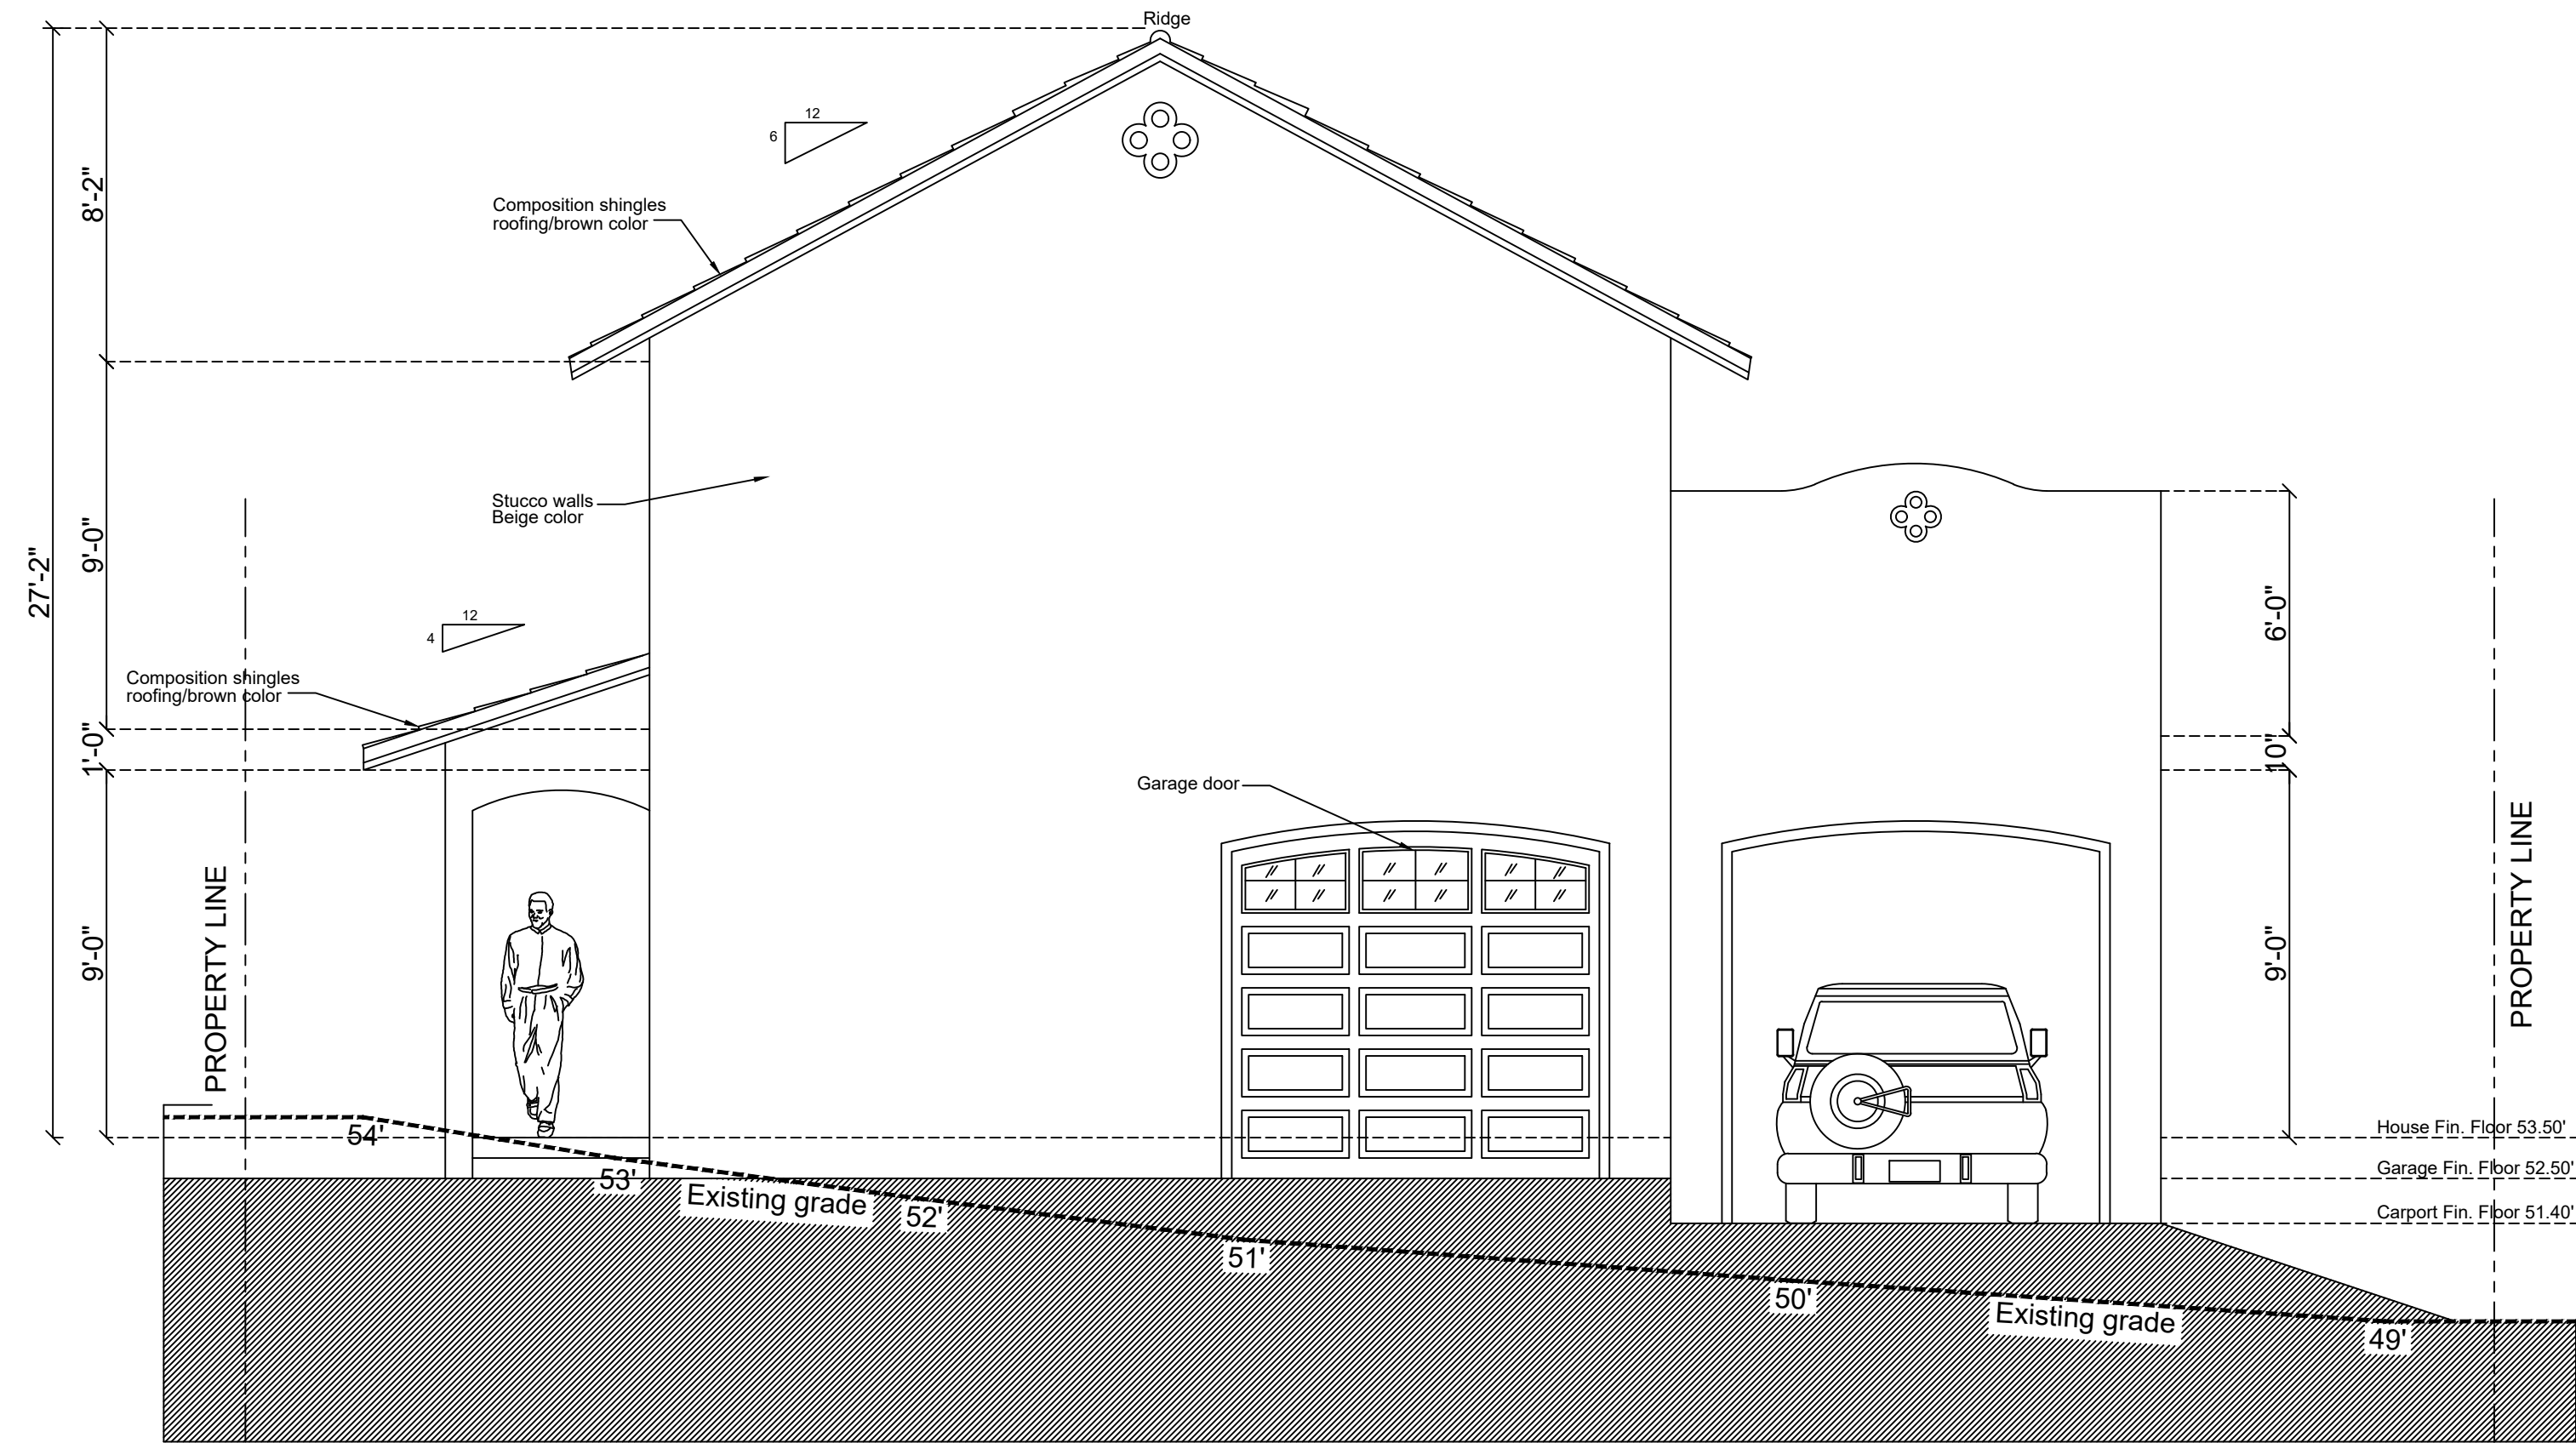 Ridge
12
6
8'-2"
Composition shingles
roofing/brown color
Stucco walls
Beige color
9'-0"
27'-2"
12
4
6'-0"
Composition shingles
roofing/brown color
1'-0"
10"
Garage door
9'-0"
9'-0"
PROPERTY LINE
PROPERTY LINE
House Fin. Floor 53.50'
Garage Fin. Floor 52.50'
Carport Fin. Floor 51.40'
54'
53'
Existing grade
52'
51'
50'
Existing grade
49'